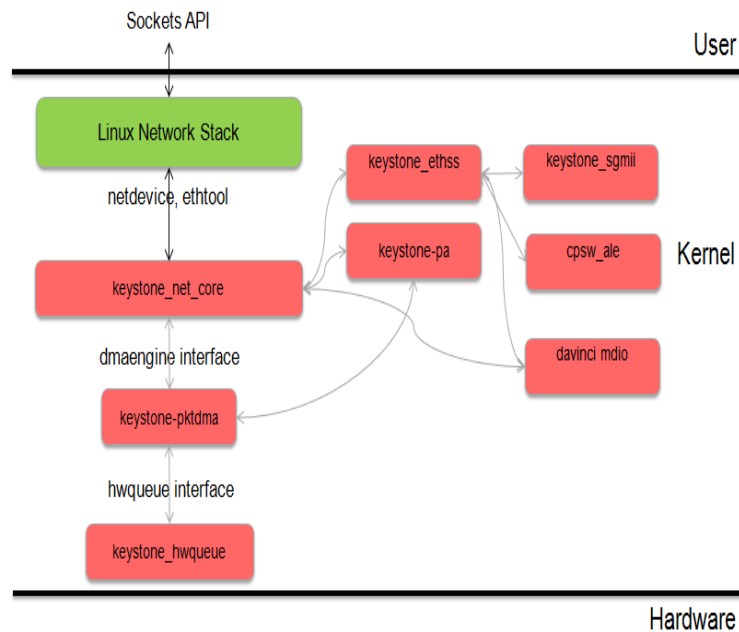 Sockets API
User
Linux Network Stack
keystone_ethss
keystone_sgmii
netdevice, ethtool
keystone-pa
cpsw_ale
Kernel
keystone_net_core
dmaengine interface
davinci mdio
keystone-pktdma
hwqueue interface
keystone_hwqueue
Hardware